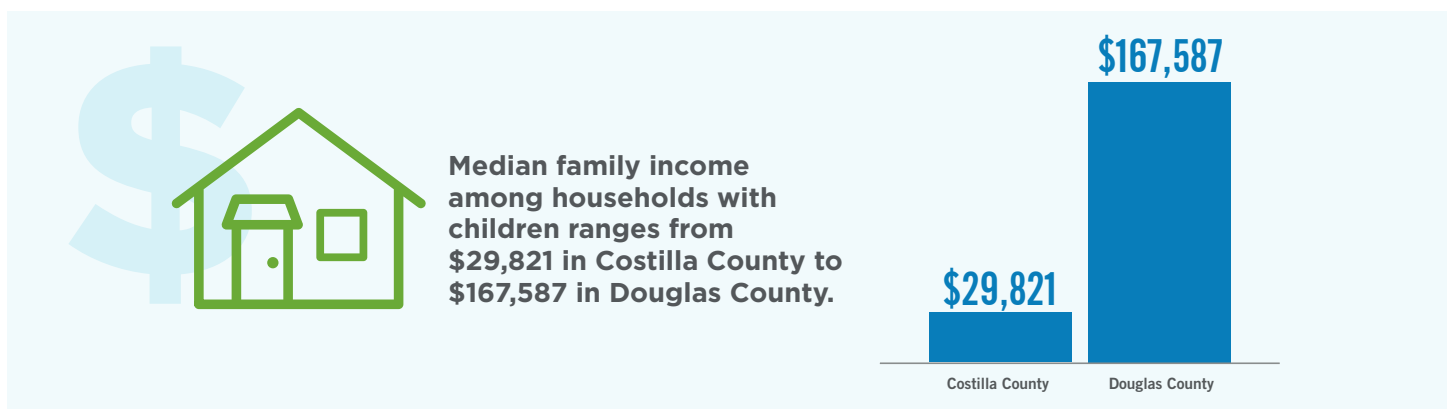 Median family income
among households with
children ranges from
$29,821 in Costilla County to
$167,587 in Douglas County.
$167,587
$29,821
Costilla County
Douglas County